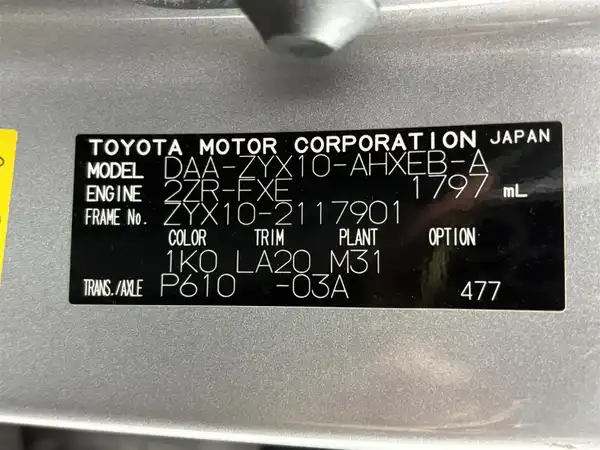 TOYOTA MOTOR CORPORATION JAPAN
MODEL DAA-ZYX10-AHXEB-A
ENGINE 2ZR-FXE 1797 mL
FRAME No. ZYX10-2117901
COLOR TRIM PLANT OPTION
1K0 LA20 M31
TRANS./AXLE P610 -03A 477